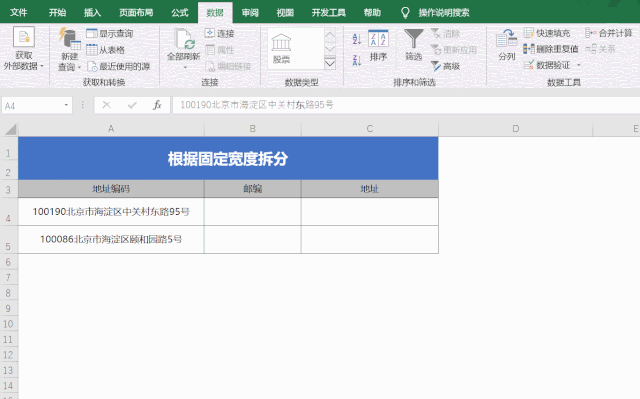 文件 开始 插入 页面布局 公式 数据 审阅 视图 开发工具 帮助 操作说明搜索
获取
外部数据
新建
查询
显示查询
从表格
最近使用的源
获取和转换
全部刷新
连接
属性
编辑链接
连接
股票
数据类型
排序
筛选
清除
重新应用
高级
排序和筛选
分列
快速填充
删除重复值
数据验证
合并计算
关系
数据工具
A4 fx 100190北京市海淀区中关村东路95号
A B C D E
1
2
根据固定宽度拆分
3 地址编码 邮编 地址
4 100190北京市海淀区中关村东路95号
5 100086北京市海淀区颐和园路5号
6
7
8
9
10
11
12
13
14